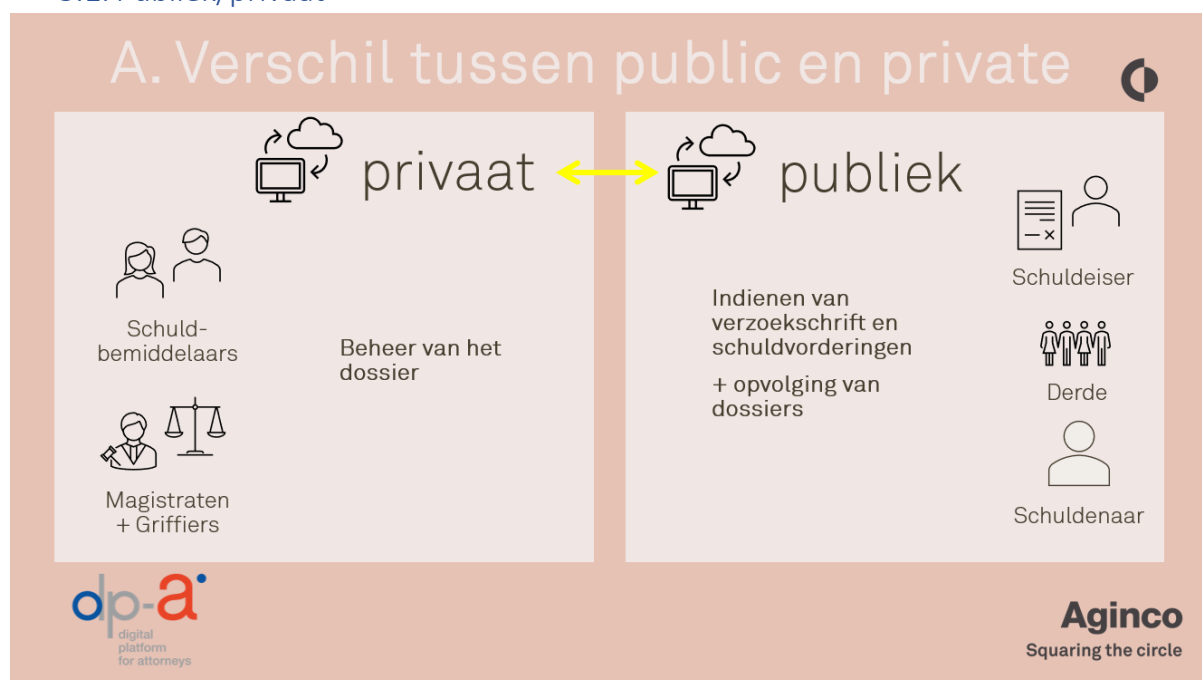 A. Verschil tussen public en private
privaat
publiek
Schuld-
bemiddelaars
Beheer van het
dossier
Magistraten
+ Griffiers
Indienen van
verzoekschrift en
schuldvorderingen
+ opvolging van
dossiers
Schuldeiser
Derde
Schuldenaar
dp-a
digital
platform
for attorneys
Aginco
Squaring the circle